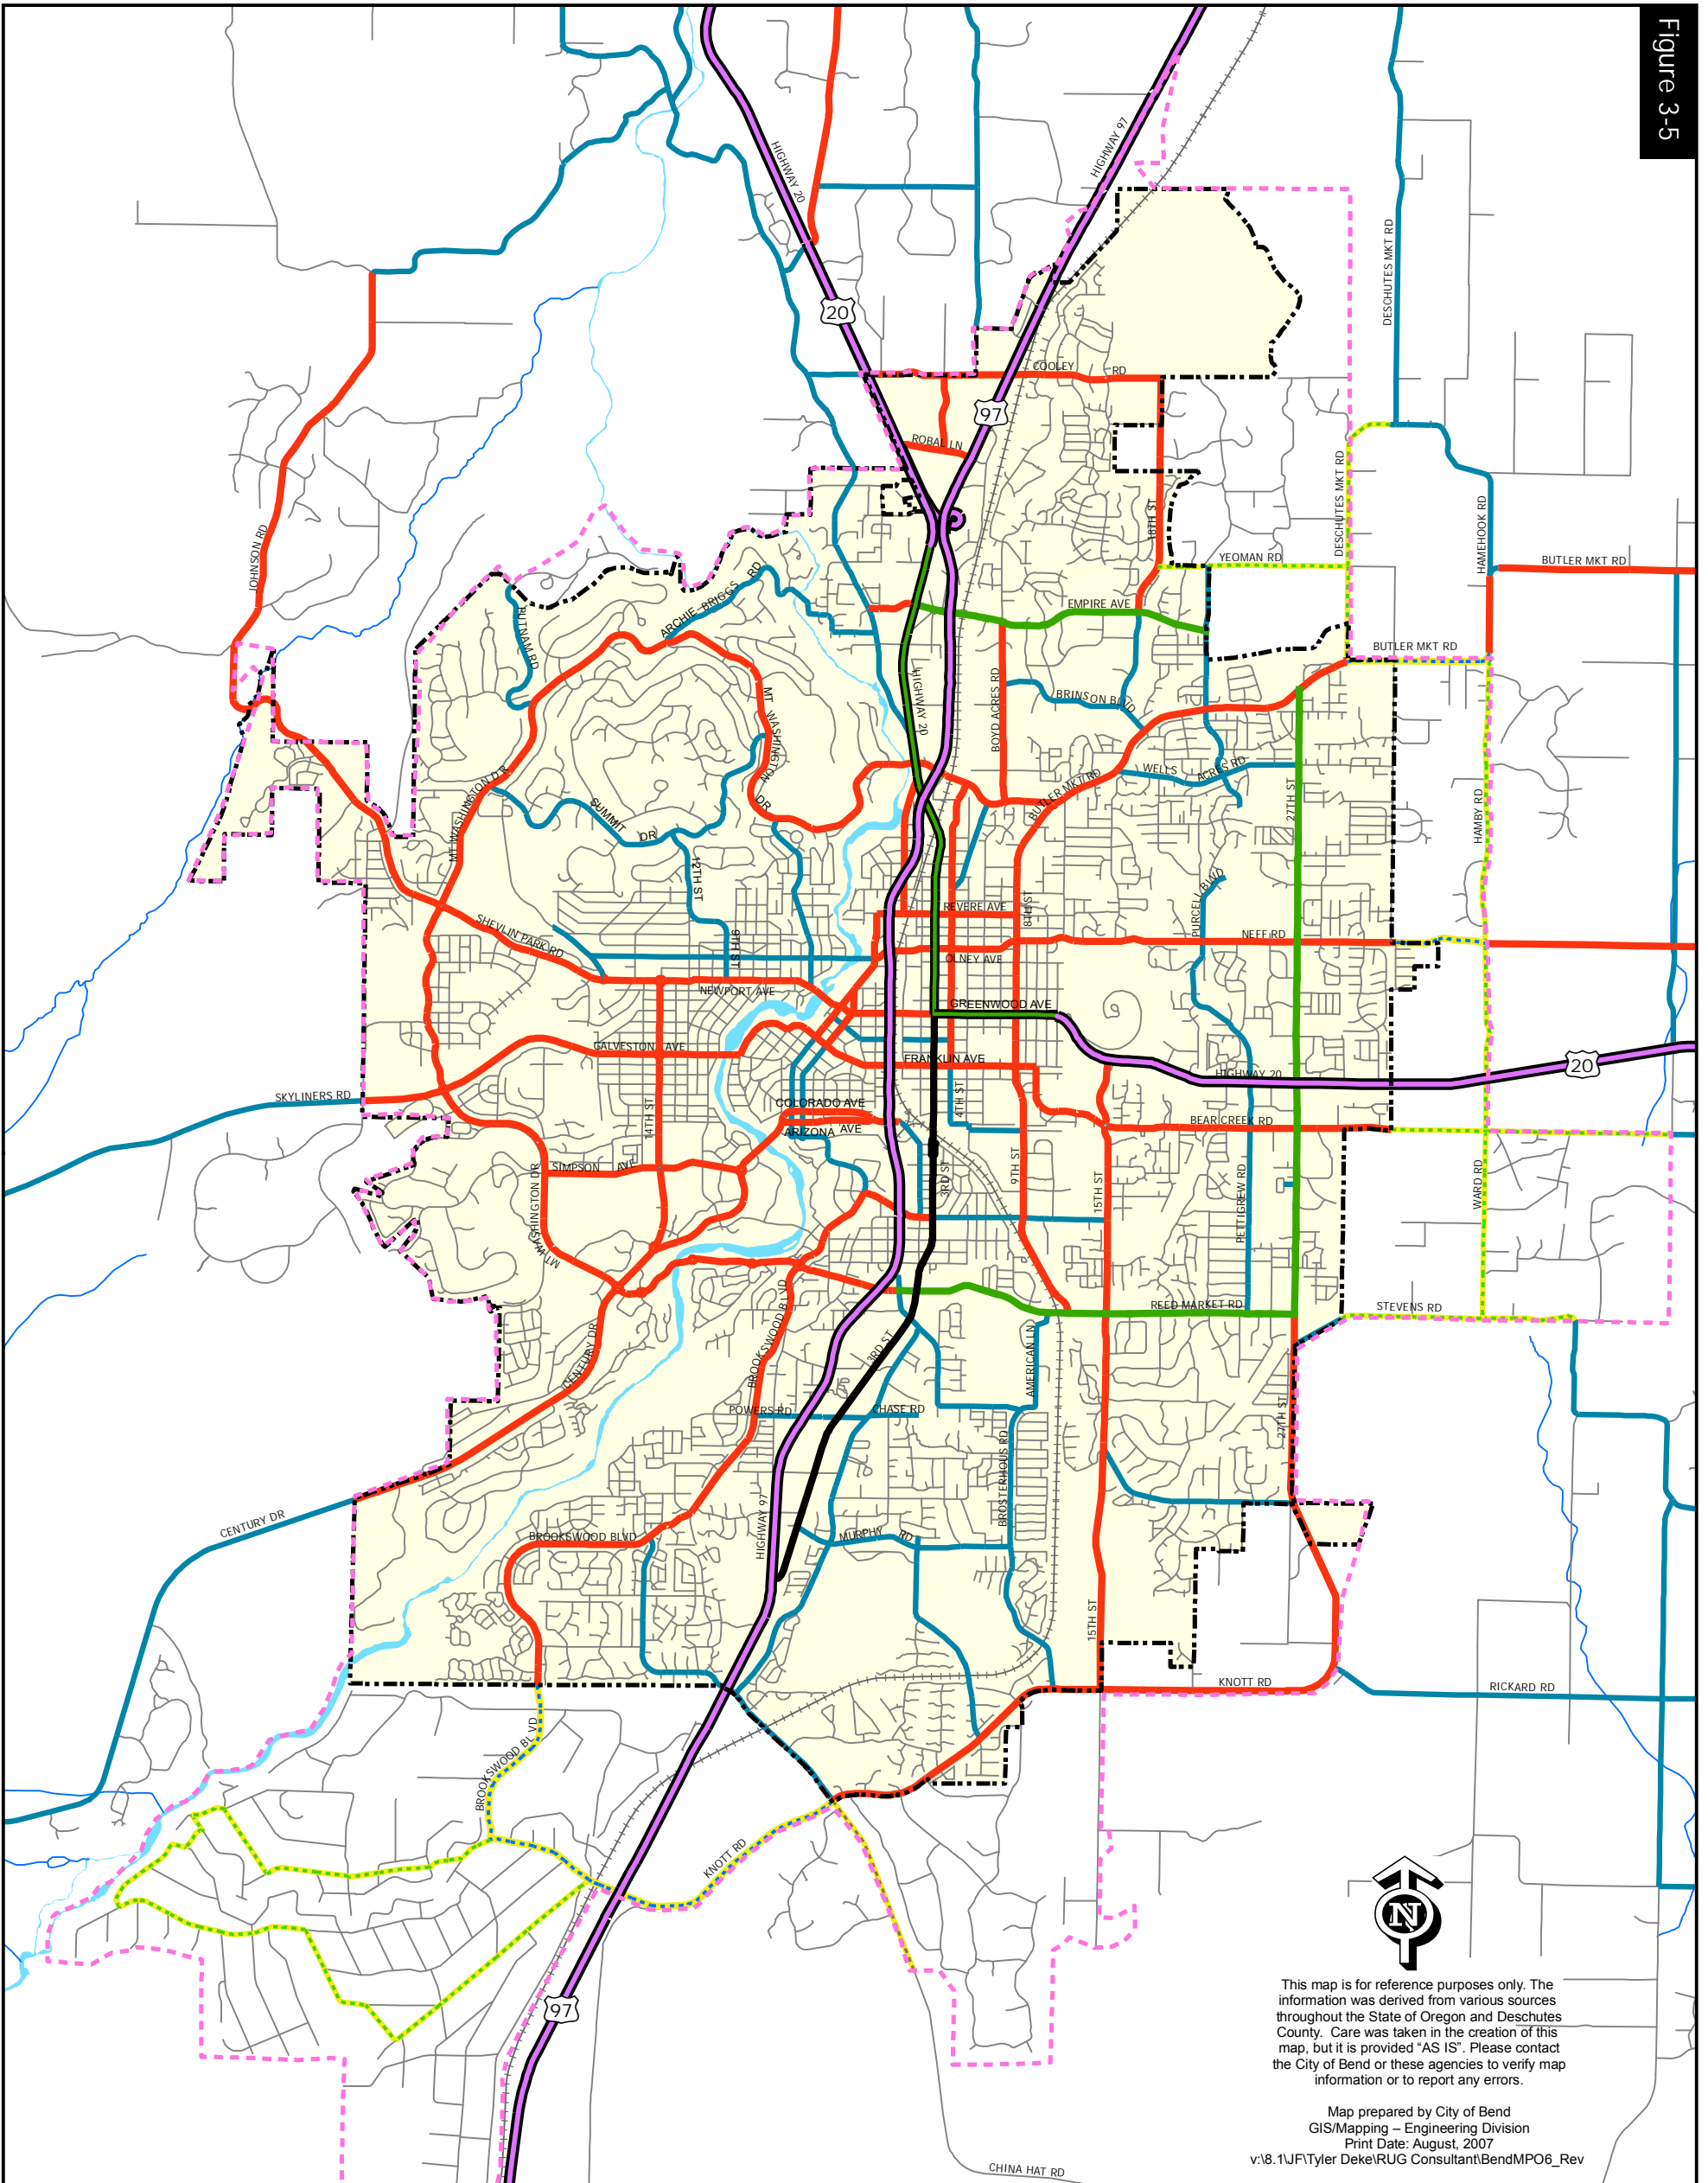 Figure 3-5
HIGHWAY 20
HIGHWAY 97
DESCHUTES MKT RD
20
COOLEY RD
97
ROBAL LN
18TH ST
DESCHUTES MKT RD
HAMEHOOK RD
YEOMAN RD
BUTLER MKT RD
JOHNSON RD
PUTNAM RD
ARCHIE BRIGGS RD
EMPIRE AVE
BUTLER MKT RD
HIGHWAY 20
BOYD ACRES RD
BRINSON BLVD
MT WASHINGTON DR
MT WASHINGTON DR
SUMMIT DR
BUTLER MKT RD
WELLS ACRES RD
27TH ST
HAMBY RD
12TH ST
PURCELL BLVD
SHEVLIN PARK RD
9TH ST
REVERE AVE
8TH ST
NEFF RD
OLNEY AVE
NEWPORT AVE
GREENWOOD AVE
GALVESTON AVE
FRANKLIN AVE
HIGHWAY 20
20
SKYLINERS RD
14TH ST
COLORADO AVE
4TH ST
ARIZONA AVE
BEAR CREEK RD
SIMPSON AVE
MT WASHINGTON DR
3RD ST
9TH ST
15TH ST
PETTIGREW RD
WARD RD
REED MARKET RD
STEVENS RD
CENTURY DR
BROOKSWOOD BLVD
3RD ST
AMERICAN LN
POWERS RD
CHASE RD
27TH ST
BROSTERHOUS RD
CENTURY DR
BROOKSWOOD BLVD
HIGHWAY 97
MURPHY RD
15TH ST
KNOTT RD
RICKARD RD
BROOKSWOOD BLVD
KNOTT RD
97
N
This map is for reference purposes only. The
information was derived from various sources
throughout the State of Oregon and Deschutes
County. Care was taken in the creation of this
map, but it is provided "AS IS". Please contact
the City of Bend or these agencies to verify map
information or to report any errors.
Map prepared by City of Bend
GIS/Mapping – Engineering Division
Print Date: August, 2007
v:\8.1\JF\Tyler Deke\RUG Consultant\BendMPO6_Rev
CHINA HAT RD